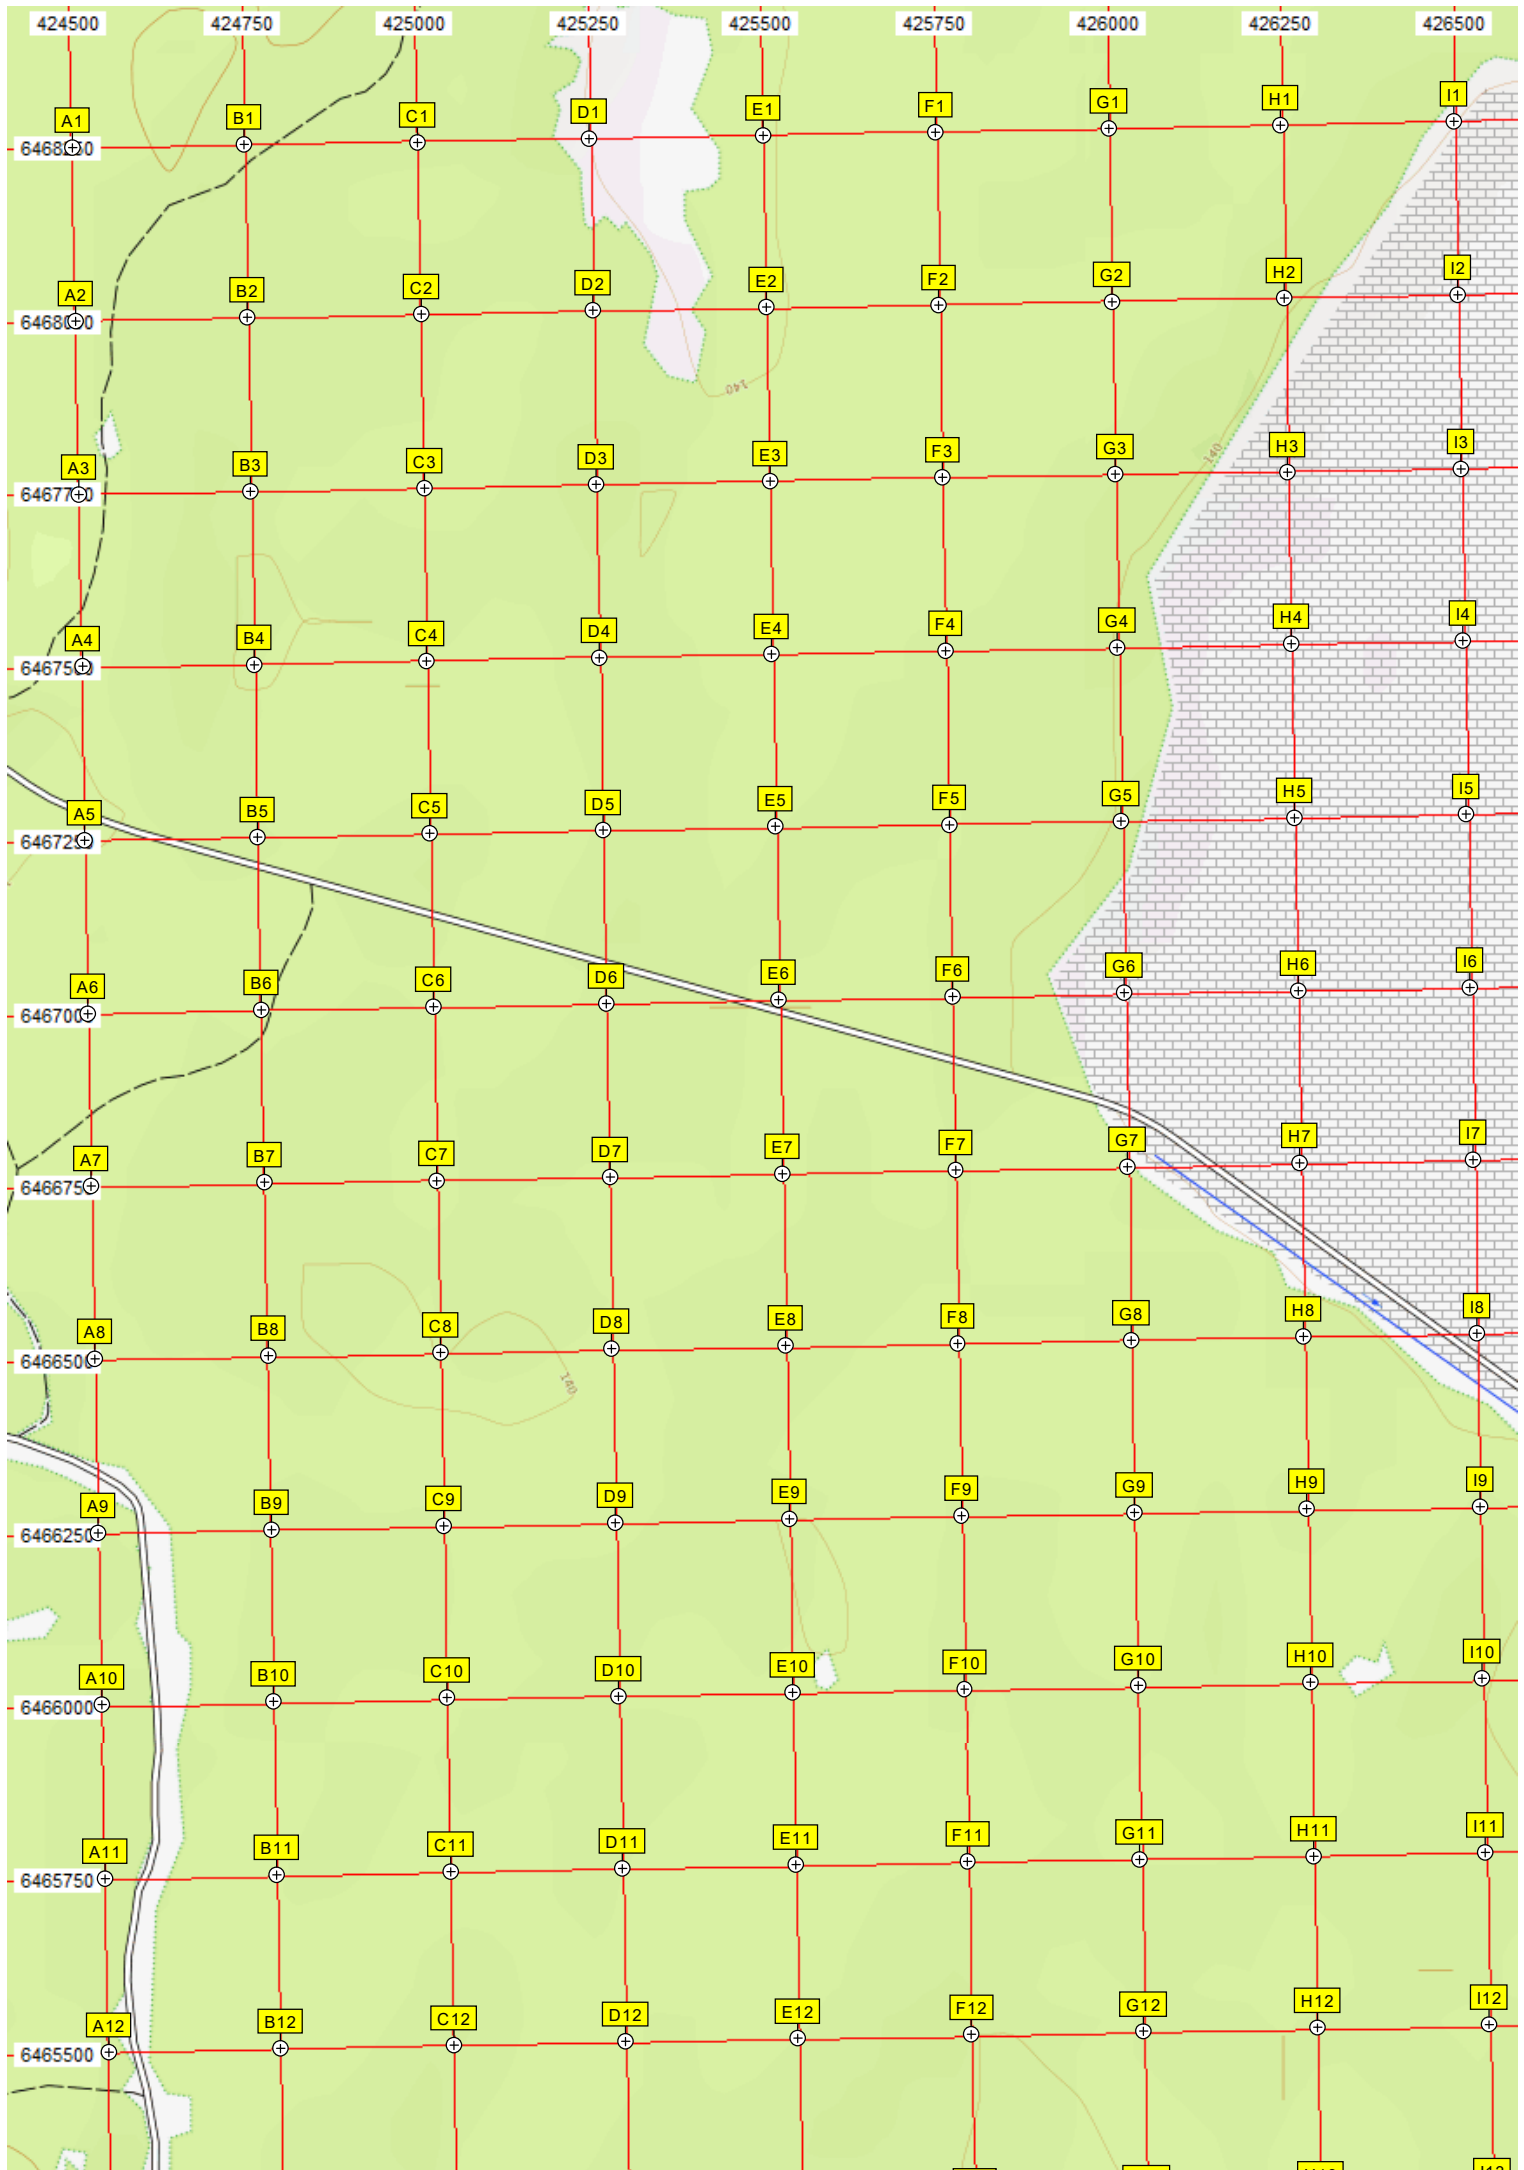 424500 424750 425000 425250 425500 425750 426000 426250 426500
A1 B1 C1 D1 E1 F1 G1 H1 I1
A2 B2 C2 D2 E2 F2 G2 H2 I2
140
A3 B3 C3 D3 E3 F3 G3 H3 I3
140
A4 B4 C4 D4 E4 F4 G4 H4 I4
A5 B5 C5 D5 E5 F5 G5 H5 I5
A6 B6 C6 D6 E6 F6 G6 H6 I6
A7 B7 C7 D7 E7 F7 G7 H7 I7
6466750
A8 B8 C8 D8 E8 F8 G8 H8 I8
6466500
140
A9 B9 C9 D9 E9 F9 G9 H9 I9
6466250
A10 B10 C10 D10 E10 F10 G10 H10 I10
6466000
A11 B11 C11 D11 E11 F11 G11 H11 I11
6465750
A12 B12 C12 D12 E12 F12 G12 H12 I12
6465500